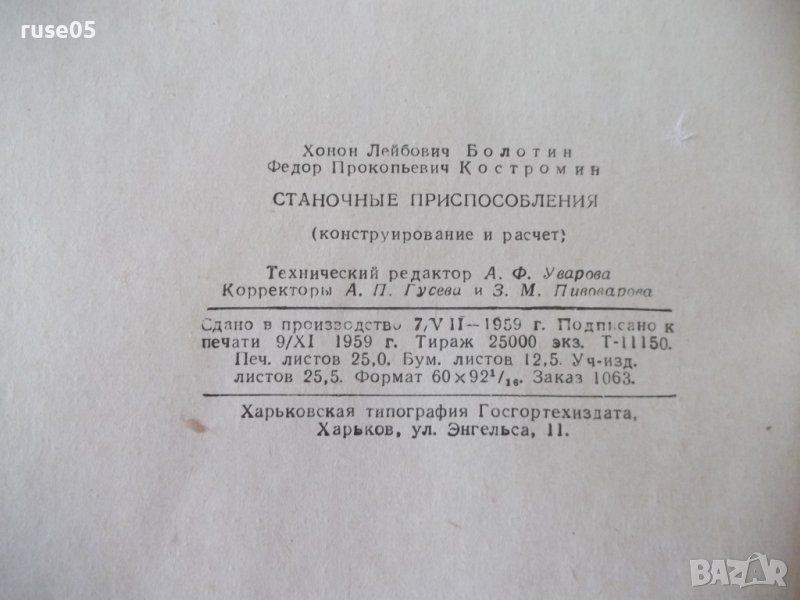 ruse05
Хонон Лейбович Болотин
Федор Прокопьевич Костромин
СТАНОЧНЫЕ ПРИСПОСОБЛЕНИЯ
(конструирование и расчет)
Технический редактор А. Ф. Уварова
Корректоры А. П. Гусева и З. М. Пивоварова
Сдано в производство 7/VII—1959 г. Подписано к
печати 9/XI 1959 г. Тираж 25000 экз. Т-11150.
Печ. листов 25,0. Бум. листов 12,5. Уч-изд.
листов 25,5. Формат 60×92¹/₁₆. Заказ 1063.
Харьковская типография Госгортехиздата,
Харьков, ул. Энгельса, 11.
BAZAR